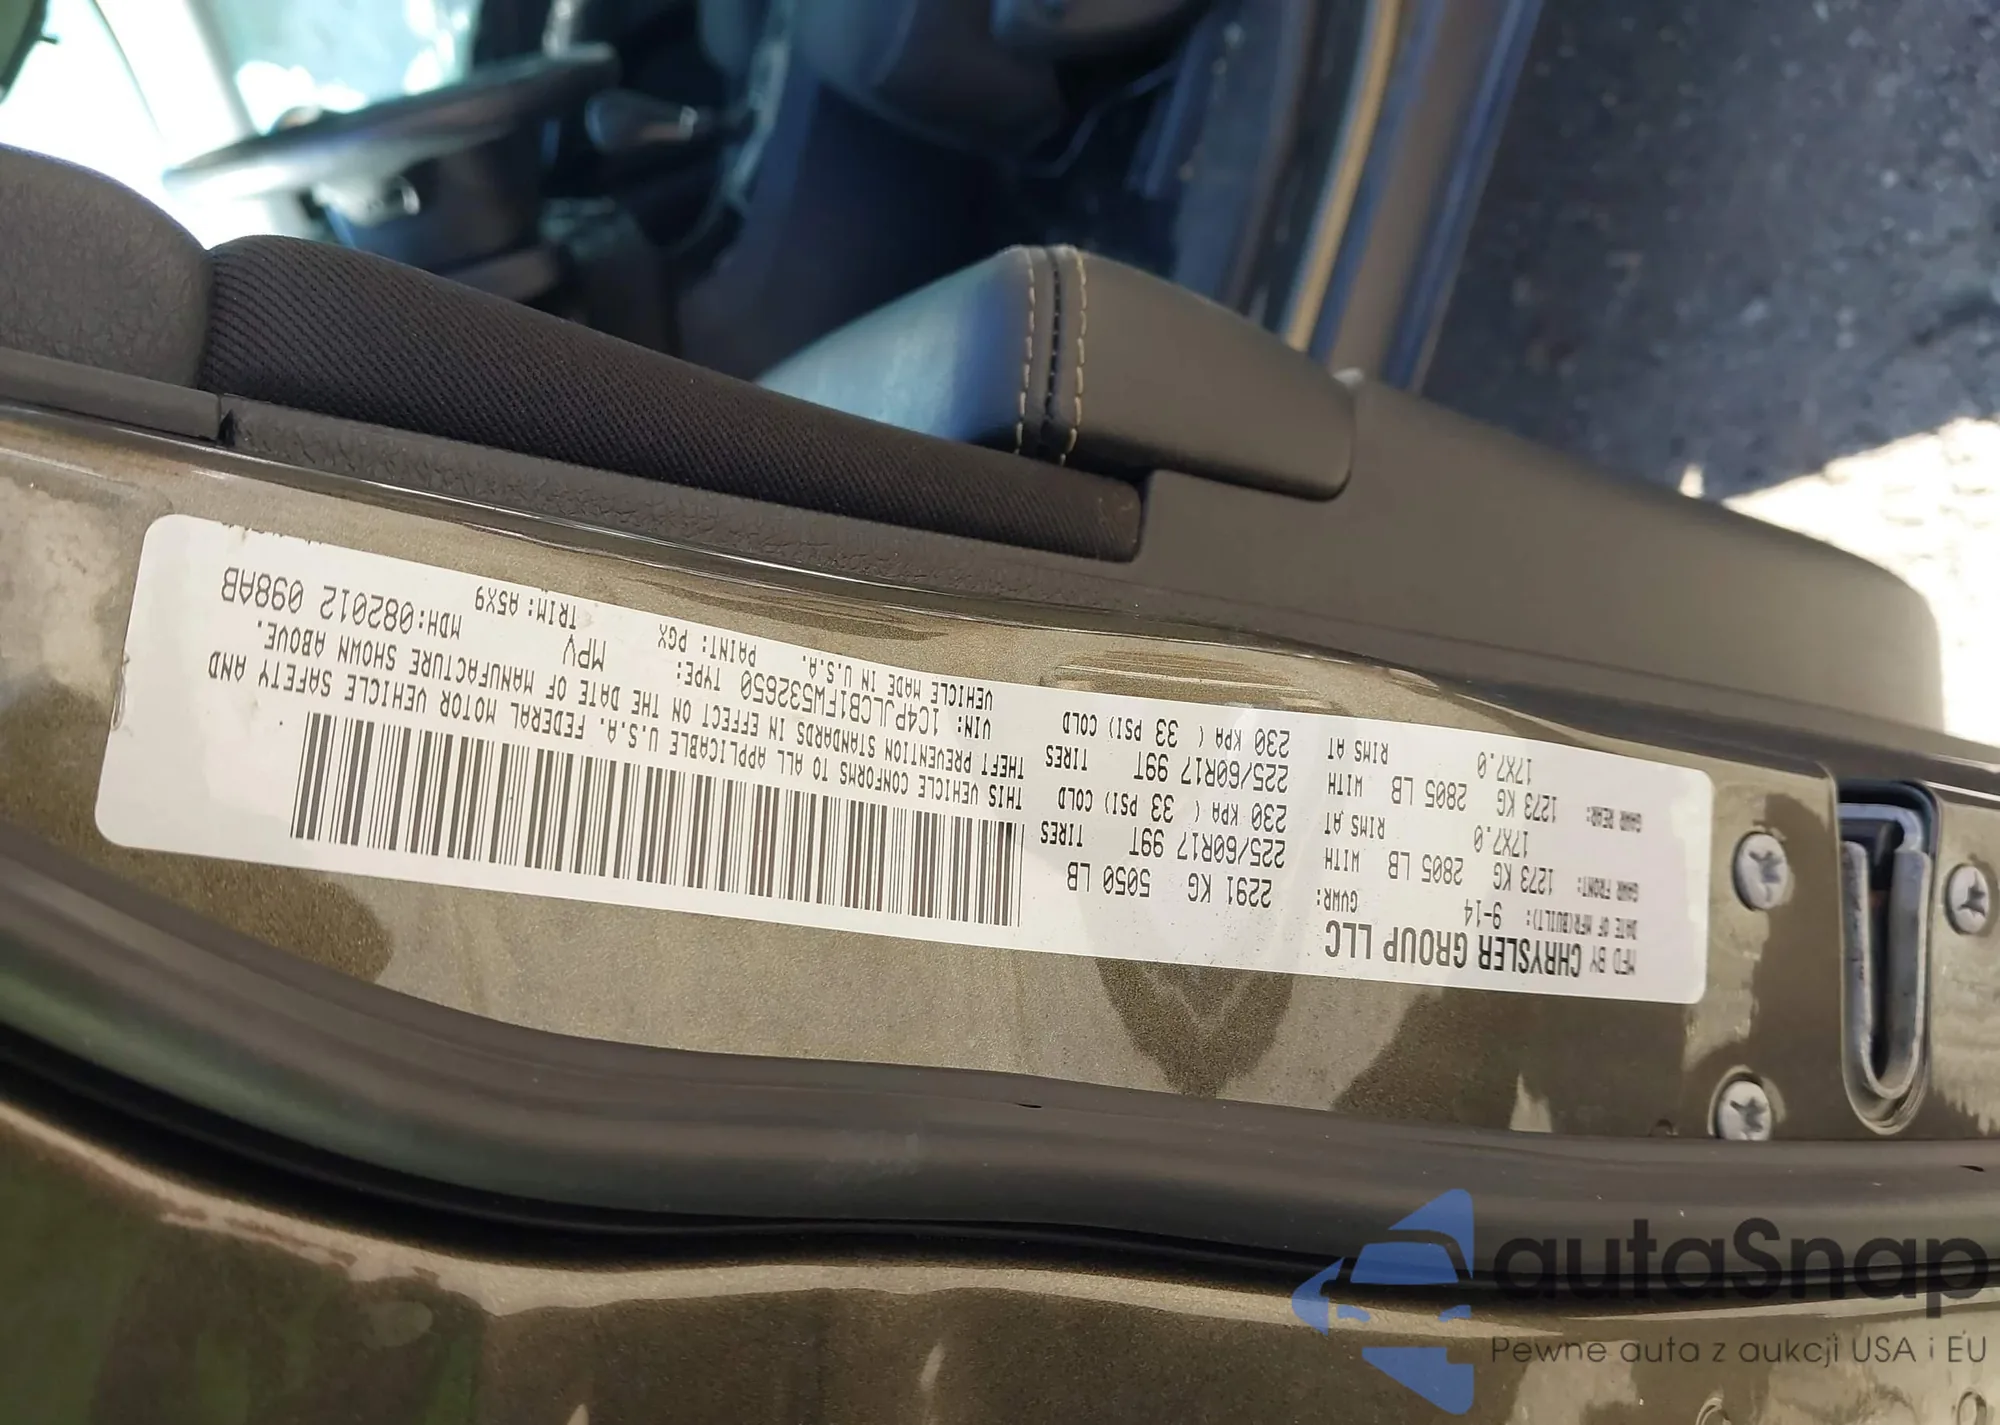 MFD BY CHRYSLER GROUP LLC
DATE OF MFR(BUILT): 9-14 GVWR: 2291 KG 5050 LB
GAWR FRONT: 1273 KG 2805 LB WITH 225/60R17 99T TIRES
17X7.0 RIMS AT 230 KPA ( 33 PSI) COLD
GAWR REAR: 1273 KG 2805 LB WITH 225/60R17 99T TIRES
17X7.0 RIMS AT 230 KPA ( 33 PSI) COLD
THIS VEHICLE CONFORMS TO ALL APPLICABLE U.S.A. FEDERAL MOTOR VEHICLE SAFETY AND
THEFT PREVENTION STANDARDS IN EFFECT ON THE DATE OF MANUFACTURE SHOWN ABOVE.
VIN: 1C4PJLCB1FW532650 TYPE: MPV MDH:082012 098AB
VEHICLE MADE IN U.S.A. PAINT: PGX TRIM: A5X9
autaSnap
Pewne auta z aukcji USA i EU